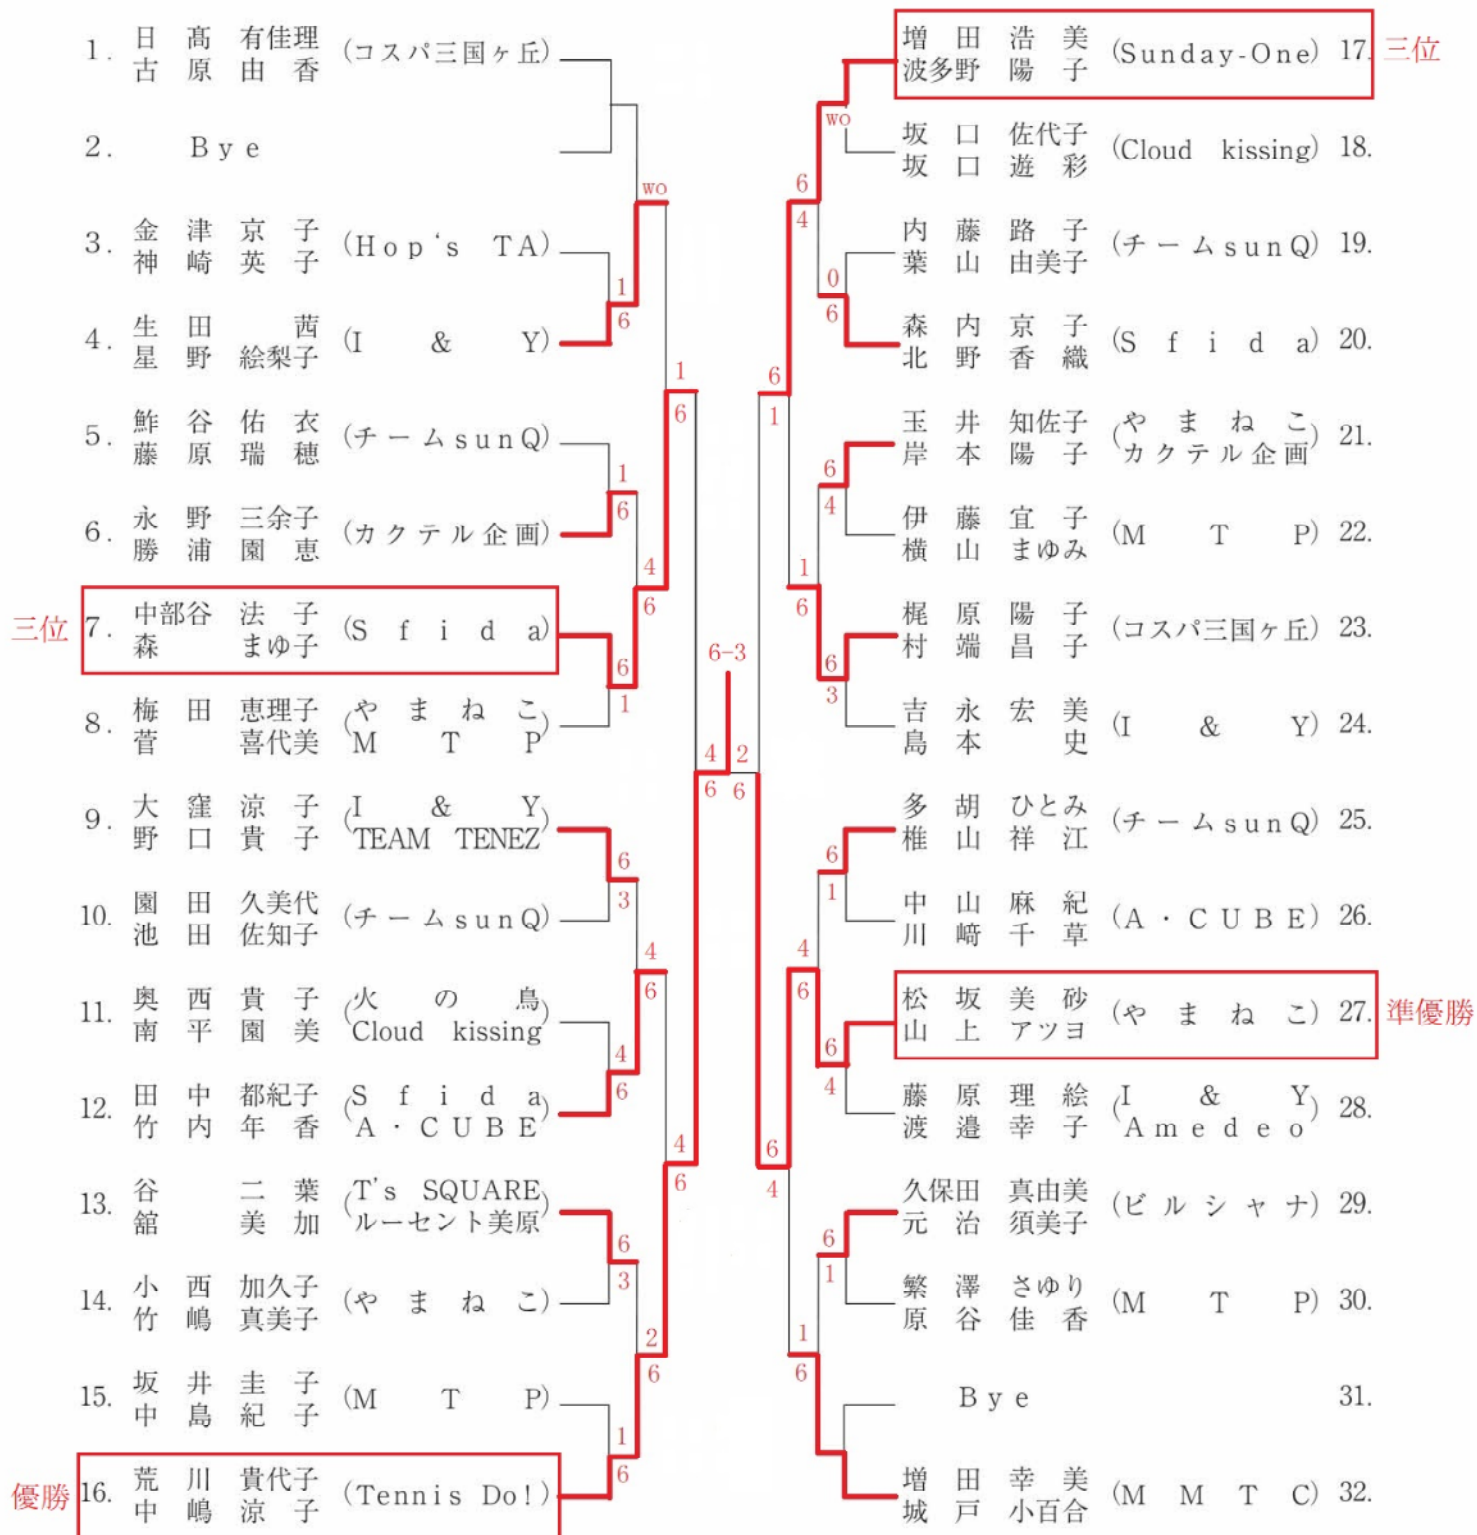 1. 日髙 有佳理 (コスパ三国ヶ丘)
古原 由香
2. Bye
WO
3. 金津 京子 (Hop's TA)
神崎 英子
1
6
4. 生田 茜 (I & Y)
星野 絵梨子
1
6
5. 鮓谷 佑衣 (チームsunQ)
藤原 瑞穂
1
6
6. 永野 三余子 (カクテル企画)
勝浦 園恵
4
6
三位 7. 中部谷 法子 (Sfida)
森 まゆ子
6
1
8. 梅田 恵理子 (やまねこ
菅 喜代美 MTP)
6-3
4 2
6 6
9. 大窪 涼子 (I & Y
野口 貴子 TEAM TENEZ)
6
3
10. 園田 久美代 (チームsunQ)
池田 佐知子
4
6
11. 奥西 貴子 (火の鳥
南平 園美 Cloud kissing)
4
6
12. 田中 都紀子 (Sfida
竹内 年香 A・CUBE)
4
6
13. 谷 二葉 (T's SQUARE
舘 美加 ルーセント美原)
6
3
14. 小西 加久子 (やまねこ)
竹嶋 真美子
2
6
15. 坂井 圭子 (MTP)
中島 紀子
1
6
優勝 16. 荒川 貴代子 (Tennis Do!)
中嶋 涼子
増田 浩美 (Sunday-One) 17. 三位
波多野 陽子
WO
坂口 佐代子 (Cloud kissing) 18.
坂口 遊彩
6
4
内藤 路子 (チームsunQ) 19.
葉山 由美子
0
6
森内 京子 (Sfida) 20.
北野 香織
6
1
玉井 知佐子 (やまねこ 21.
岸本 陽子 カクテル企画)
6
4
伊藤 宜子 (MTP) 22.
横山 まゆみ
1
6
梶原 陽子 (コスパ三国ヶ丘) 23.
村端 昌子
6
3
吉永 宏美 (I & Y) 24.
島本 史
多胡 ひとみ (チームsunQ) 25.
椎山 祥江
6
1
中山 麻紀 (A・CUBE) 26.
川﨑 千草
4
6
松坂 美砂 (やまねこ) 27. 準優勝
山上 アツヨ
6
4
藤原 理絵 (I & Y 28.
渡邉 幸子 Amedeo)
6
4
久保田 真由美 (ビルシャナ) 29.
元治 須美子
6
1
繁澤 さゆり (MTP) 30.
原谷 佳香
1
6
Bye 31.
増田 幸美 (MMTC) 32.
城戸 小百合